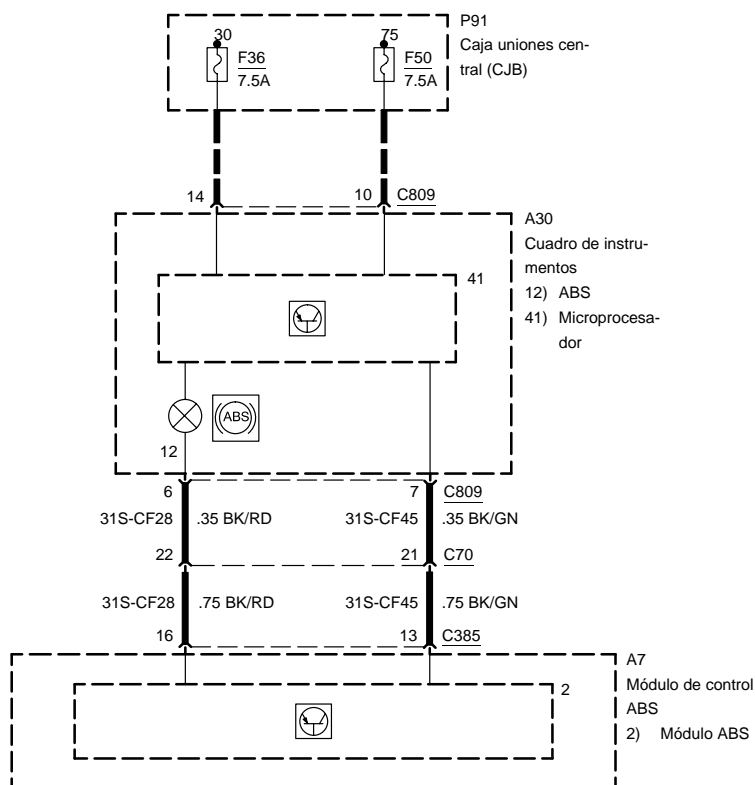 P91
Caja uniones cen-
tral (CJB)
30
F36
7.5A
75
F50
7.5A
14
10
C809
A30
Cuadro de instru-
mentos
12) ABS
41) Microprocesa-
dor
41
ABS
12
6
7
C809
31S-CF28
.35 BK/RD
31S-CF45
.35 BK/GN
22
21
C70
31S-CF28
.75 BK/RD
31S-CF45
.75 BK/GN
16
13
C385
A7
Módulo de control
ABS
2) Módulo ABS
2